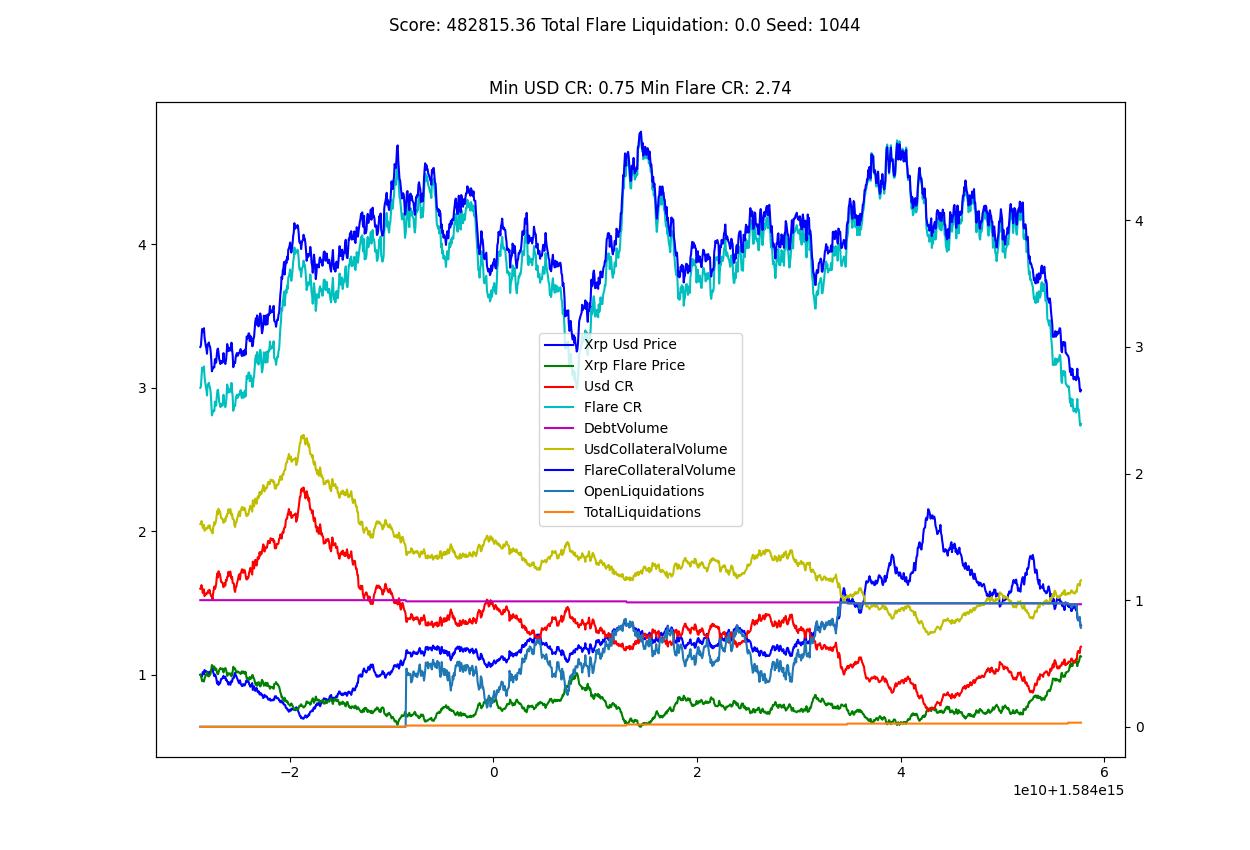 Score: 482815.36 Total Flare Liquidation: 0.0 Seed: 1044
Min USD CR: 0.75 Min Flare CR: 2.74
4
3
2
1
4
3
2
1
0
Xrp Usd Price
Xrp Flare Price
Usd CR
Flare CR
DebtVolume
UsdCollateralVolume
FlareCollateralVolume
OpenLiquidations
TotalLiquidations
−2 0 2 4 6
1e10+1.584e15